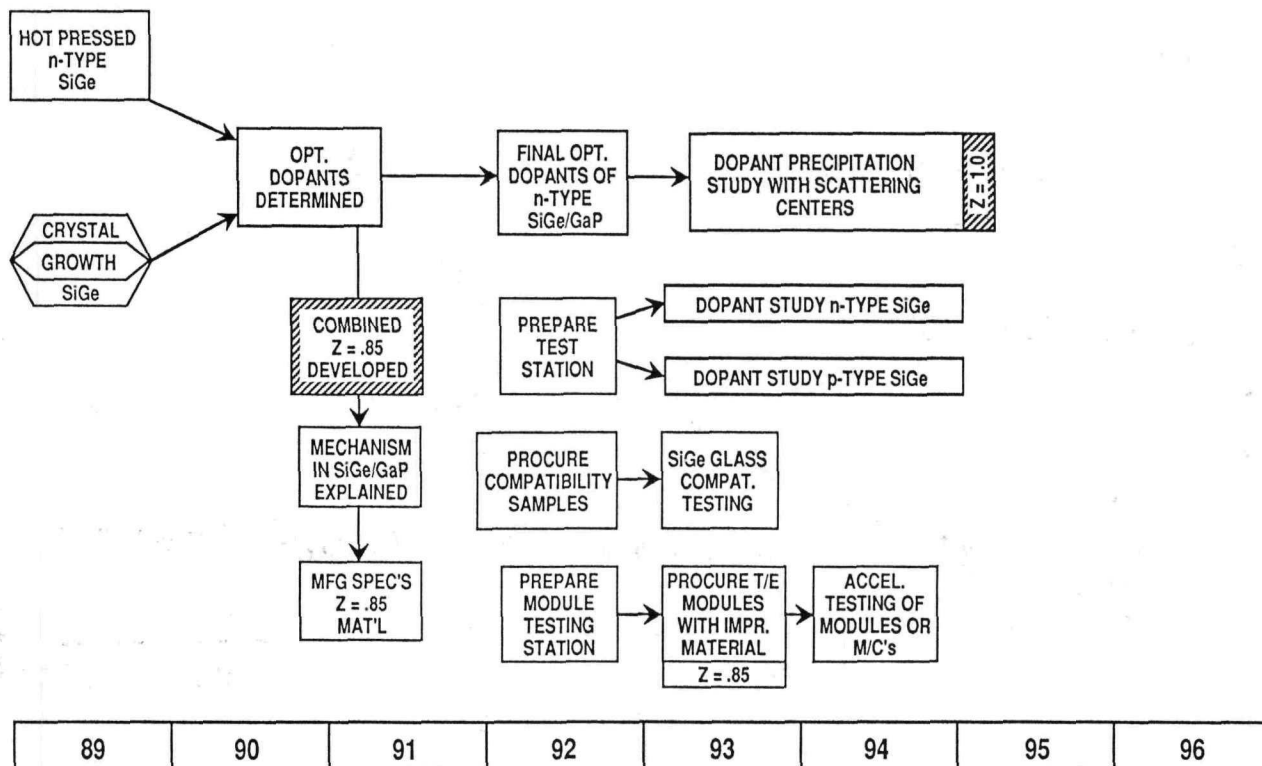 HOT PRESSED
n-TYPE
SiGe
CRYSTAL
GROWTH
SiGe
OPT.
DOPANTS
DETERMINED
COMBINED
Z = .85
DEVELOPED
MECHANISM
IN SiGe/GaP
EXPLAINED
MFG SPEC'S
Z = .85
MAT'L
FINAL OPT.
DOPANTS OF
n-TYPE
SiGe/GaP
DOPANT PRECIPITATION
STUDY WITH SCATTERING
CENTERS
Z = 1.0
PREPARE
TEST
STATION
DOPANT STUDY n-TYPE SiGe
DOPANT STUDY p-TYPE SiGe
PROCURE
COMPATIBILITY
SAMPLES
SiGe GLASS
COMPAT.
TESTING
PREPARE
MODULE
TESTING
STATION
PROCURE T/E
MODULES
WITH IMPR.
MATERIAL
Z = .85
ACCEL.
TESTING OF
MODULES OR
M/C's
89 90 91 92 93 94 95 96